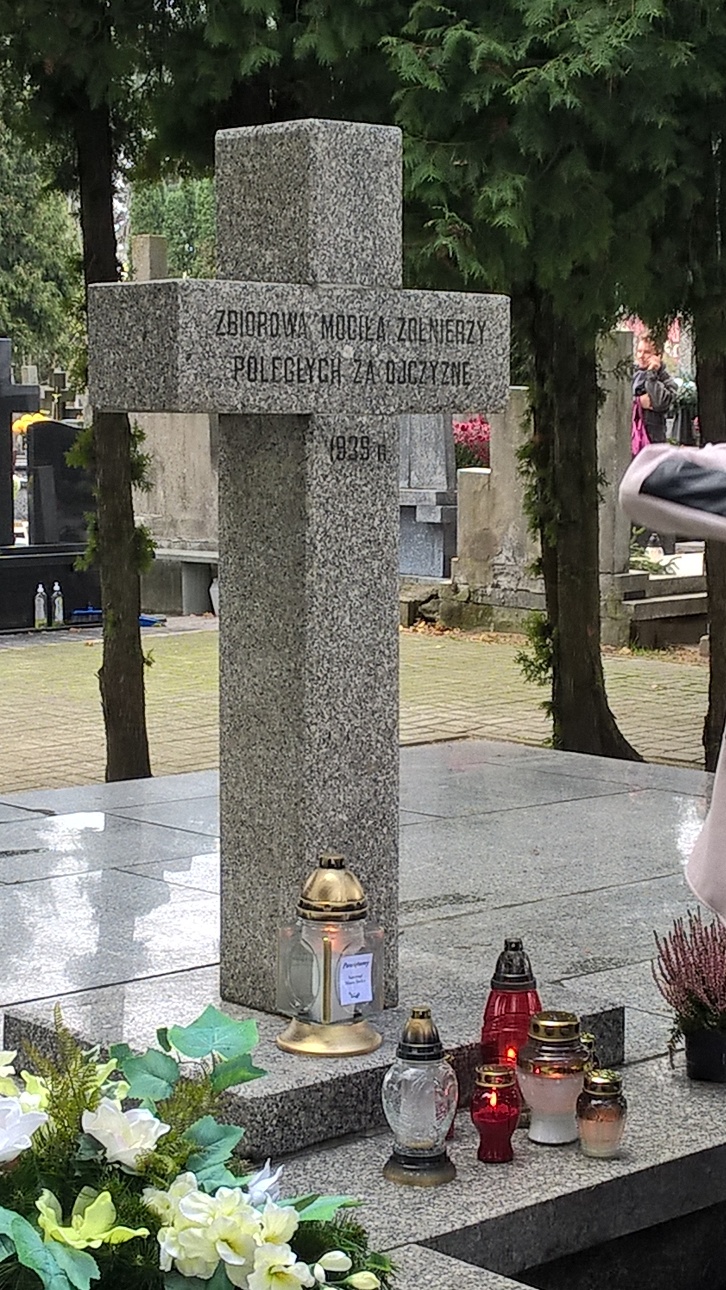 ZBIOROWA MOGIŁA ŻOŁNIERZY
POLEGŁYCH ZA OJCZYZNĘ
1939 R.